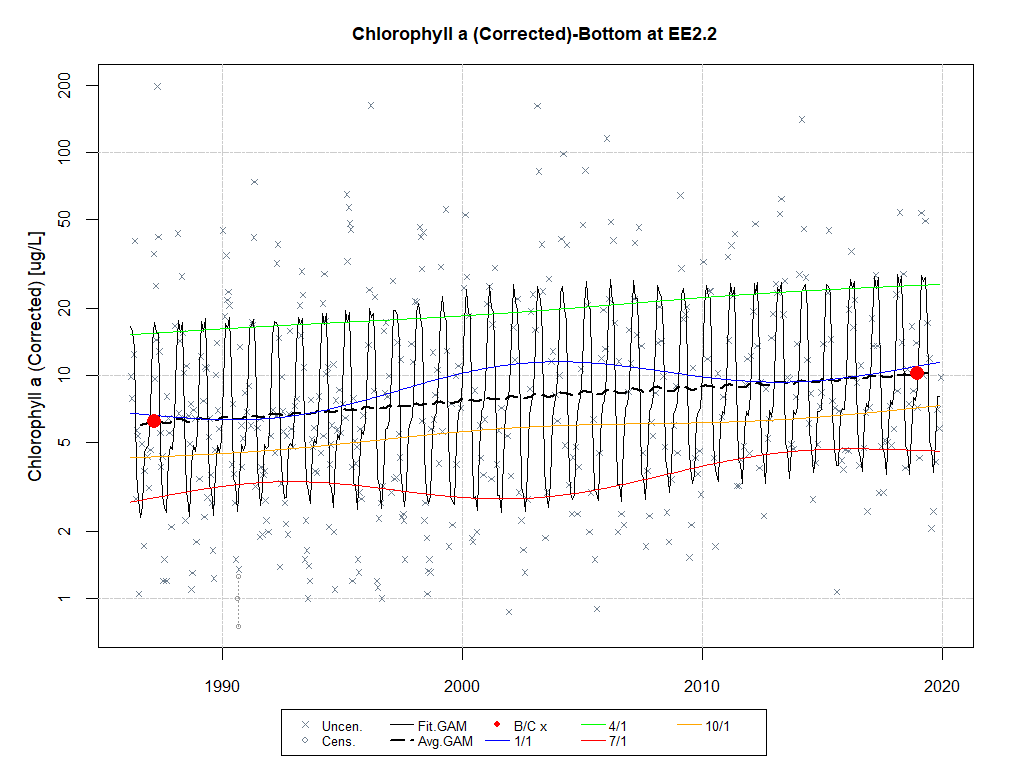 Chlorophyll a (Corrected)-Bottom at EE2.2
Chlorophyll a (Corrected) [ug/L]
200
100
50
20
10
5
2
1
1990 2000 2010 2020
Uncen. Fit.GAM B/C x 4/1 10/1
Cens. Avg.GAM 1/1 7/1